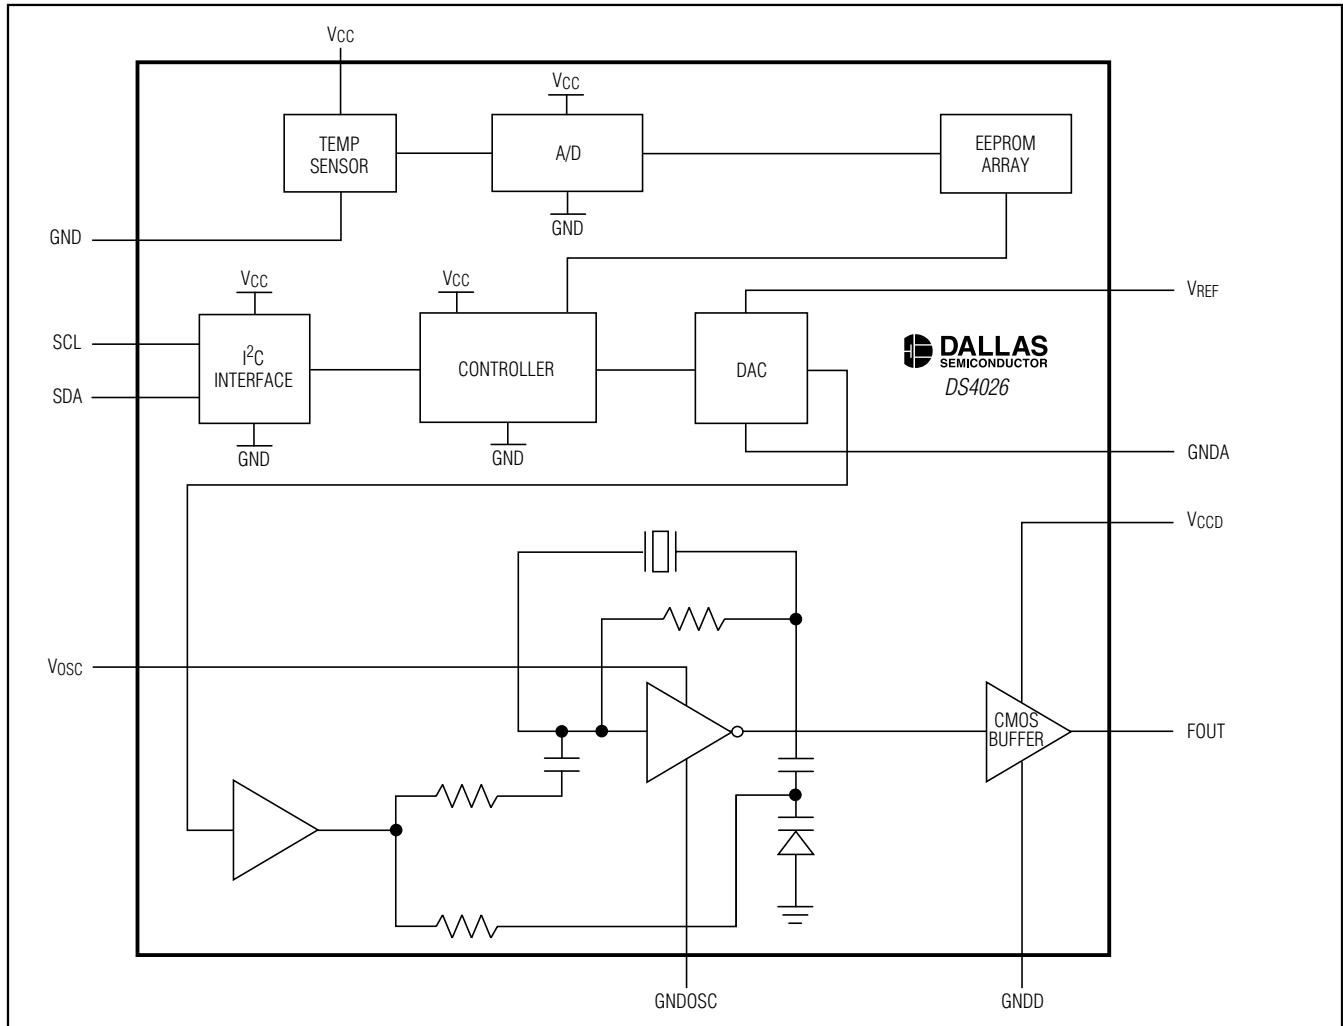 VCC
TEMP
SENSOR
VCC
A/D
GND
EEPROM
ARRAY
GND
VCC
I2C
INTERFACE
GND
SCL
SDA
VCC
CONTROLLER
GND
DAC
VREF
DALLAS
SEMICONDUCTOR
DS4026
GNDA
VCCD
VOSC
CMOS
BUFFER
FOUT
GNDOSC
GNDD